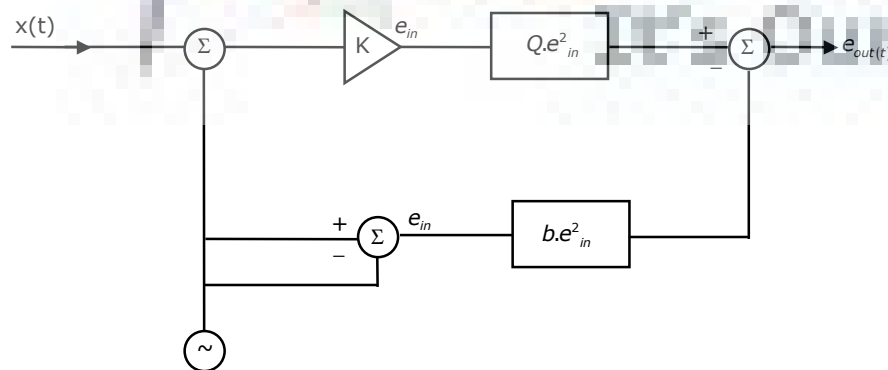 x(t)
Σ
K
e_in
Q.e²_in
+
−
Σ
e_out(t)
+
−
Σ
e_in
b.e²_in
~